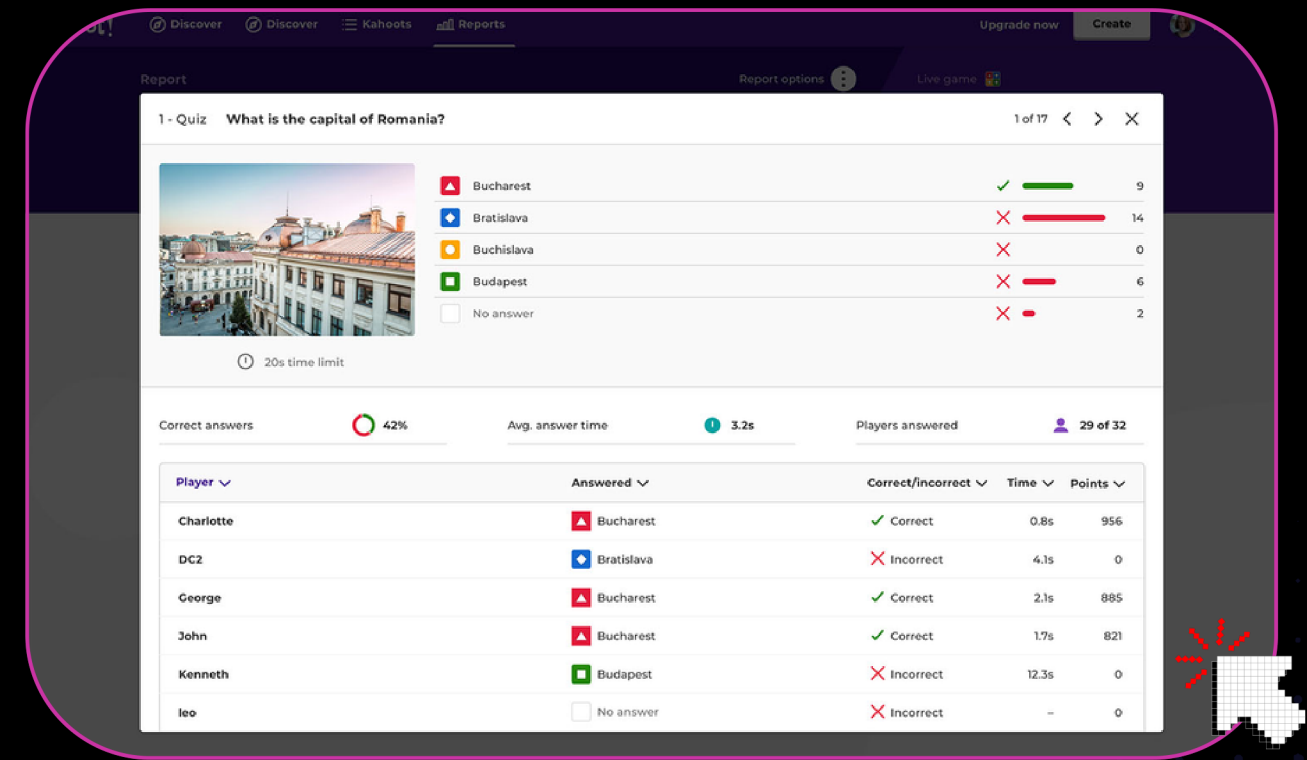 ot!
Discover
Discover
Kahoots
Reports
Upgrade now
Create
Report
Report options
Live game
1 - Quiz What is the capital of Romania?
1 of 17
Bucharest 9
Bratislava 14
Buchislava 0
Budapest 6
No answer 2
20s time limit
Correct answers 42%
Avg. answer time 3.2s
Players answered 29 of 32
Player Answered Correct/incorrect Time Points
Charlotte Bucharest Correct 0.8s 956
DC2 Bratislava Incorrect 4.1s 0
George Bucharest Correct 2.1s 885
John Bucharest Correct 1.7s 821
Kenneth Budapest Incorrect 12.3s 0
leo No answer Incorrect – 0